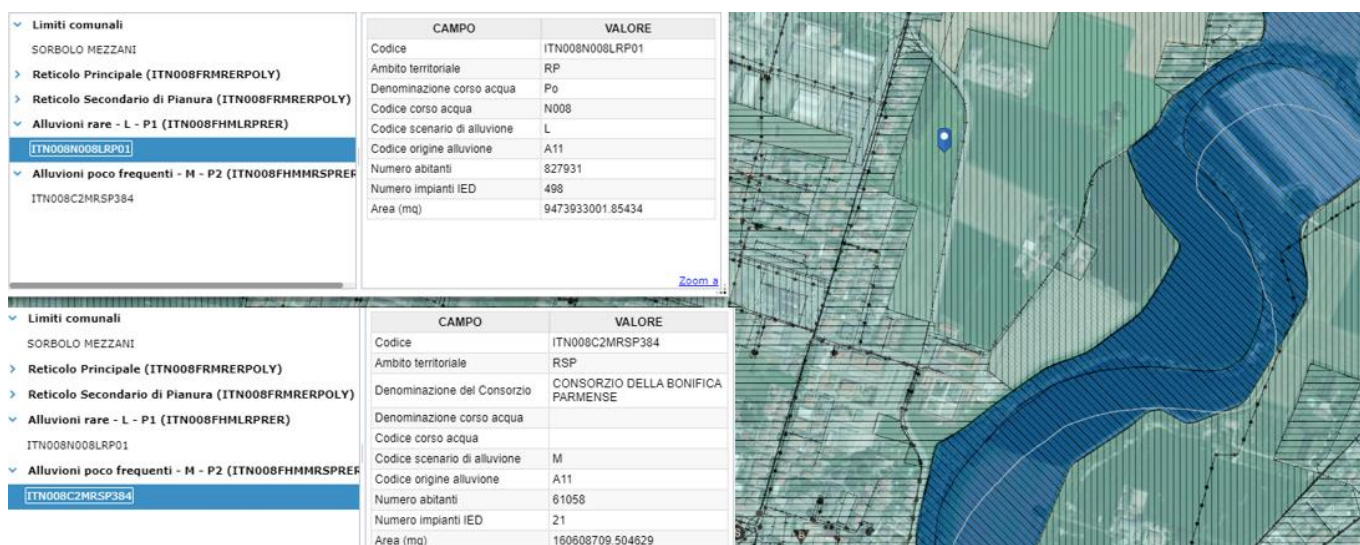 Limiti comunali
SORBOLO MEZZANI
Reticolo Principale (ITN008FRMRERPOLY)
Reticolo Secondario di Pianura (ITN008FRMRERPOLY)
Alluvioni rare - L - P1 (ITN008FHMLRPRER)
ITN008N008LRP01
Alluvioni poco frequenti - M - P2 (ITN008FHMMRSPRER
ITN008C2MRSP384
CAMPO VALORE
Codice ITN008N008LRP01
Ambito territoriale RP
Denominazione corso acqua Po
Codice corso acqua N008
Codice scenario di alluvione L
Codice origine alluvione A11
Numero abitanti 827931
Numero impianti IED 498
Area (mq) 9473933001.85434
Zoom a
Limiti comunali
SORBOLO MEZZANI
Reticolo Principale (ITN008FRMRERPOLY)
Reticolo Secondario di Pianura (ITN008FRMRERPOLY)
Alluvioni rare - L - P1 (ITN008FHMLRPRER)
ITN008N008LRP01
Alluvioni poco frequenti - M - P2 (ITN008FHMMRSPRER
ITN008C2MRSP384
CAMPO VALORE
Codice ITN008C2MRSP384
Ambito territoriale RSP
Denominazione del Consorzio CONSORZIO DELLA BONIFICA
PARMENSE
Denominazione corso acqua
Codice corso acqua
Codice scenario di alluvione M
Codice origine alluvione A11
Numero abitanti 61058
Numero impianti IED 21
Area (mq) 160608709.504629